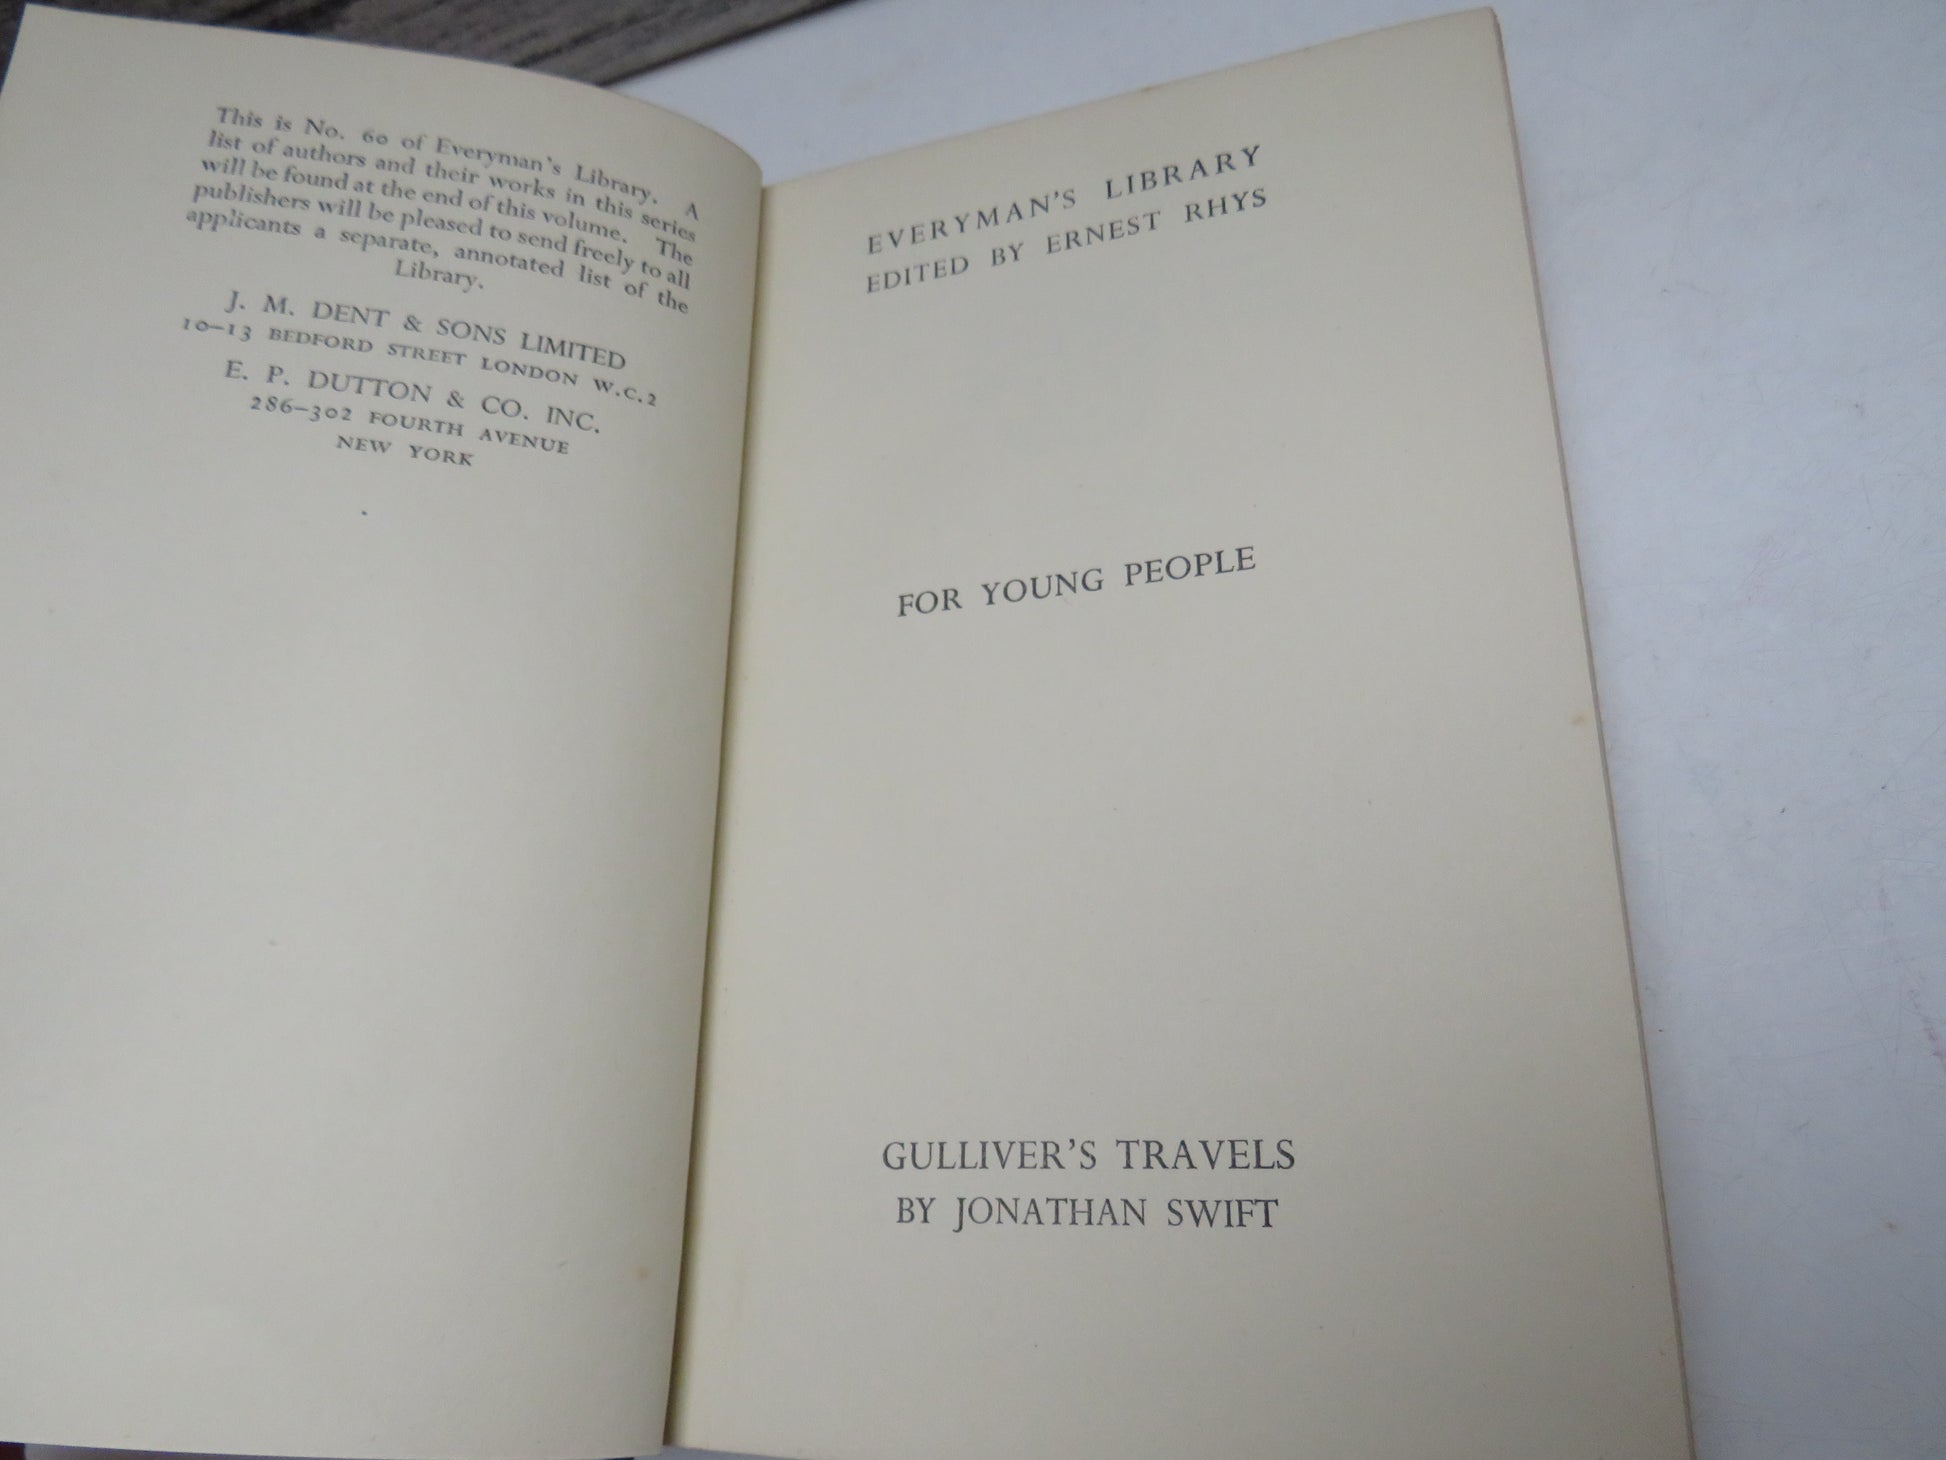 This is No. 60 of Everyman's Library. A
list of authors and their works in this series
will be found at the end of this volume. The
publishers will be pleased to send freely to all
applicants a separate, annotated list of the
Library.
J. M. DENT & SONS LIMITED
10–13 BEDFORD STREET LONDON W.C.2
E. P. DUTTON & CO. INC.
286–302 FOURTH AVENUE
NEW YORK
EVERYMAN'S LIBRARY
EDITED BY ERNEST RHYS
FOR YOUNG PEOPLE
GULLIVER'S TRAVELS
BY JONATHAN SWIFT